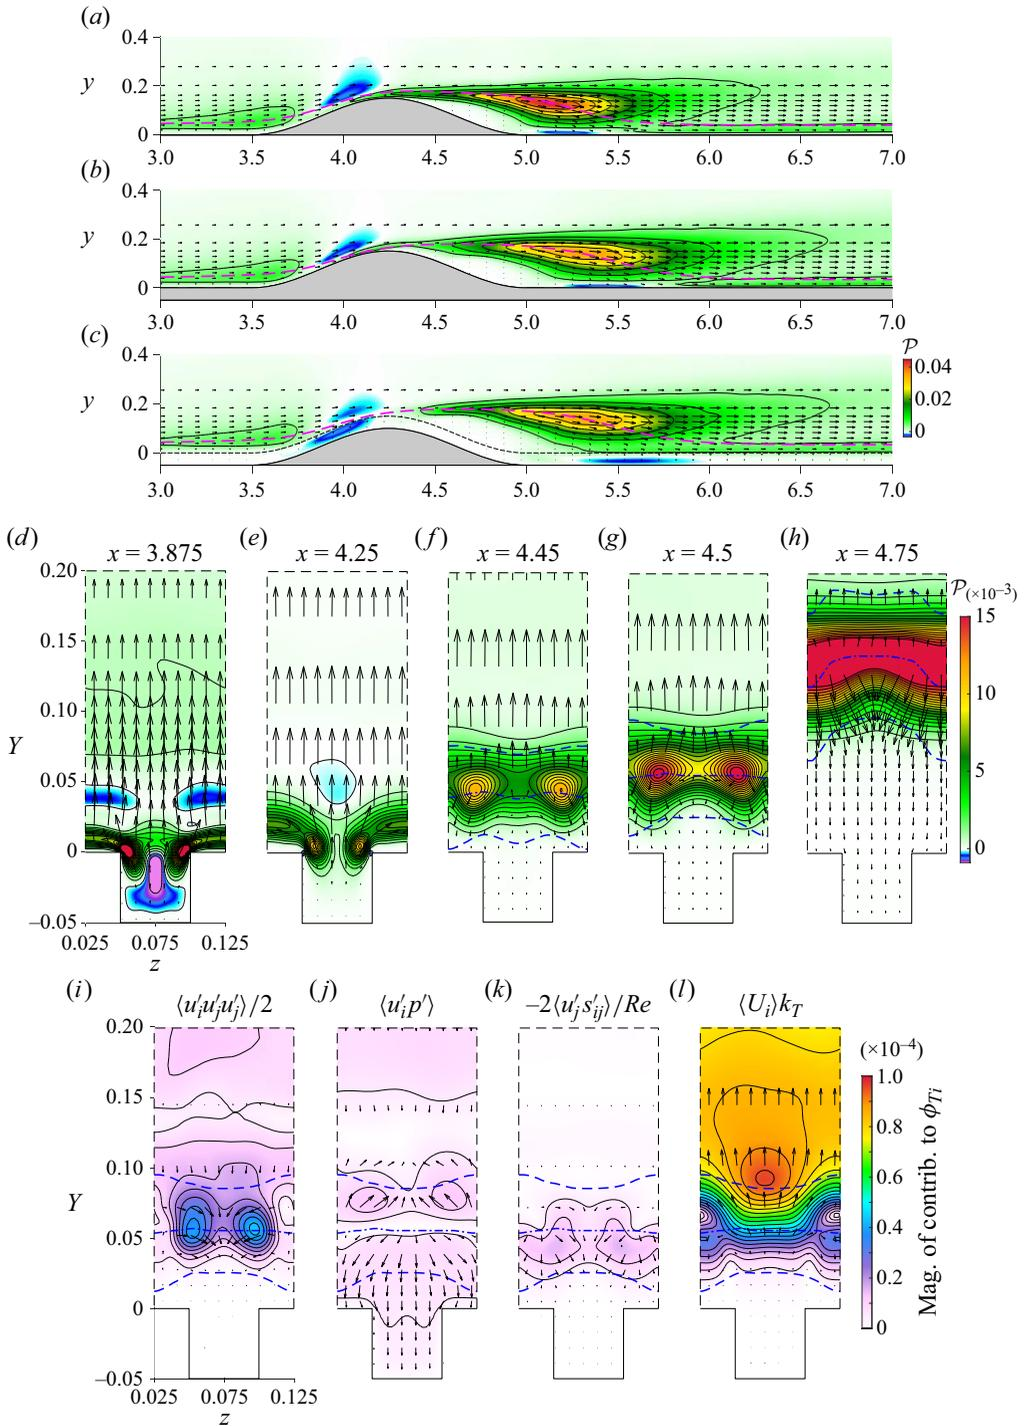 (a)
0.4
y 0.2
0
3.0 3.5 4.0 4.5 5.0 5.5 6.0 6.5 7.0
(b)
0.4
y 0.2
0
3.0 3.5 4.0 4.5 5.0 5.5 6.0 6.5 7.0
(c)
𝒫
0.4 0.04
y 0.2 0.02
0 0
3.0 3.5 4.0 4.5 5.0 5.5 6.0 6.5 7.0
(d) (e) (f) (g) (h)
x = 3.875 x = 4.25 x = 4.45 x = 4.5 x = 4.75
𝒫(×10⁻³)
0.20 15
0.15
0.10 10
Y
0.05 5
0 0
–0.05
0.025 0.075 0.125
z
(i) (j) (k) (l)
⟨u′ᵢu′ⱼu′ⱼ⟩/2 ⟨u′ᵢp′⟩ –2⟨u′ⱼs′ᵢⱼ⟩/Re ⟨Uᵢ⟩k_T
0.20 (×10⁻⁴)
1.0
0.15 0.8
0.10 0.6
Y
0.05 0.4
0.2
0 0
Mag. of contrib. to ϕ_Ti
–0.05
0.025 0.075 0.125
z